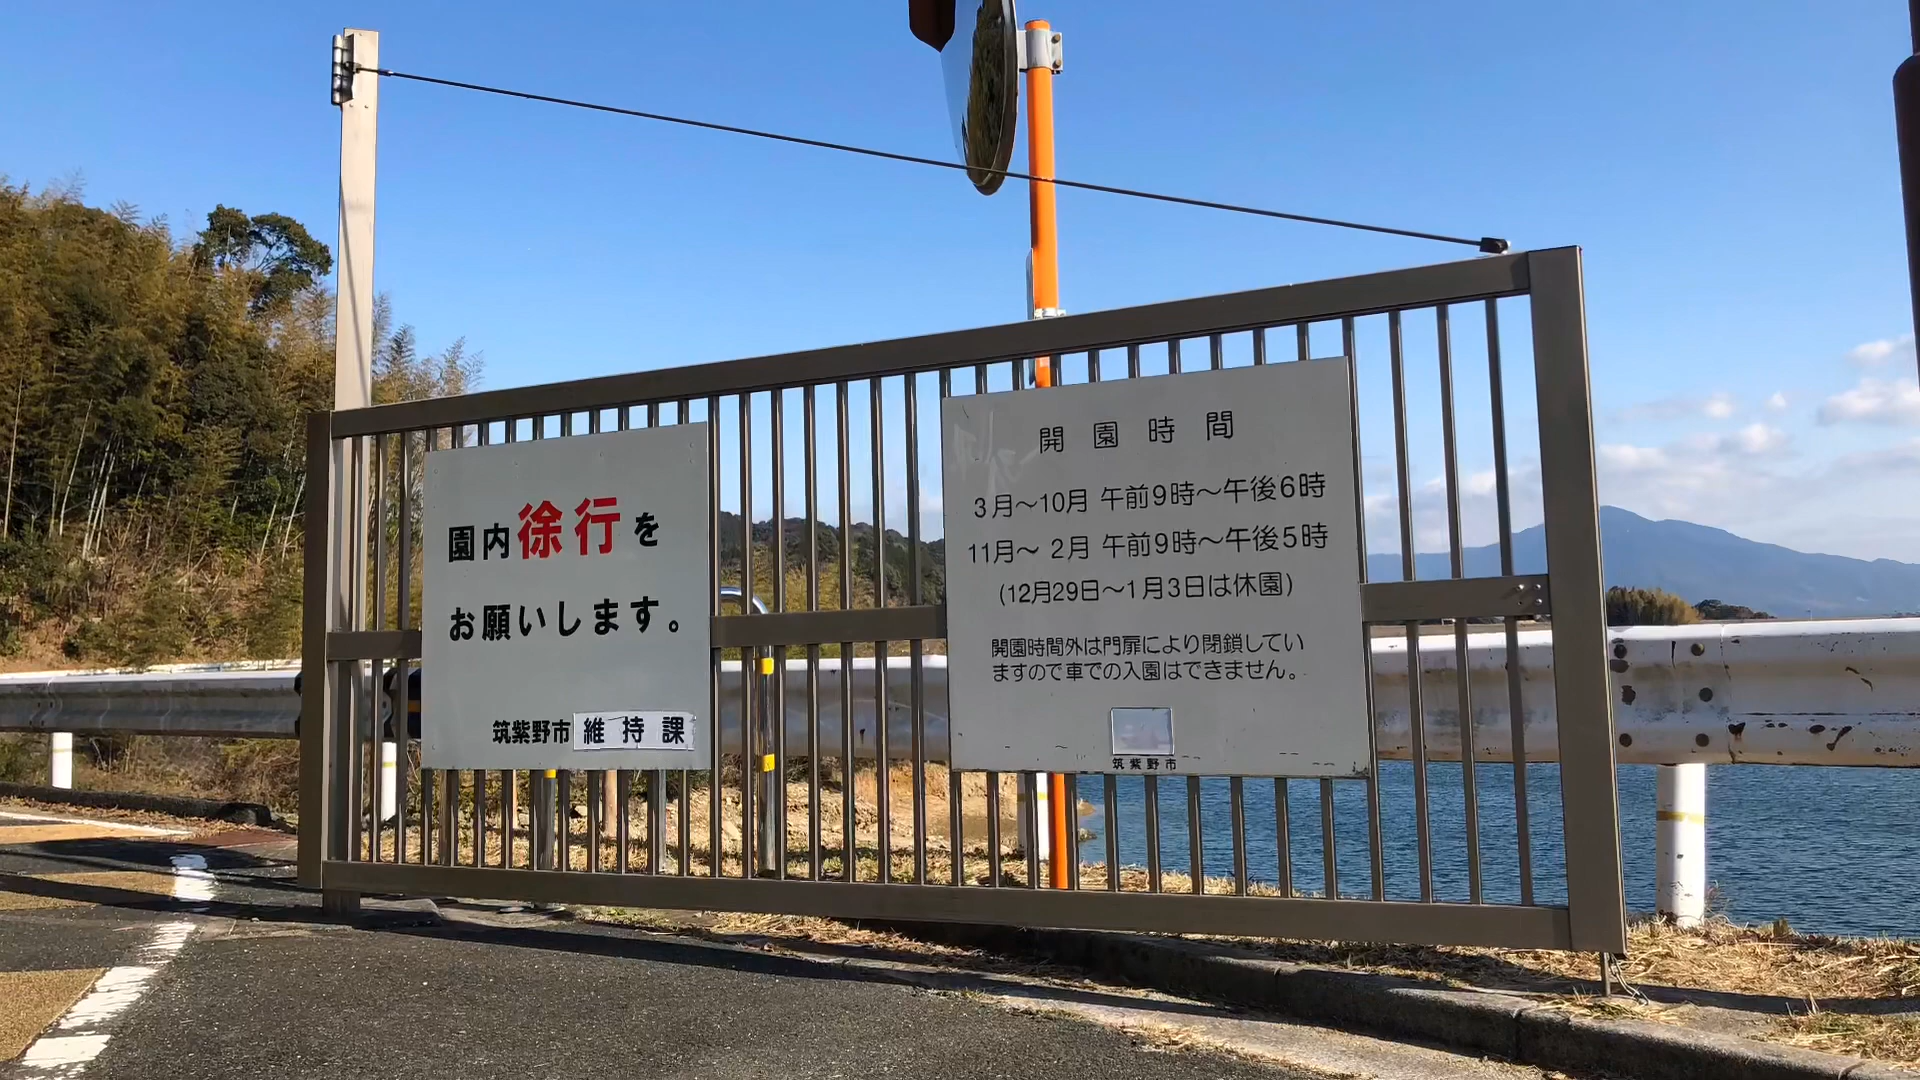 園内徐行を
お願いします。
筑紫野市 維持課
開園時間
3月～10月 午前9時～午後6時
11月～ 2月 午前9時～午後5時
(12月29日～1月3日は休園)
開園時間外は門扉により閉鎖してい
ますので車での入園はできません。
筑紫野市